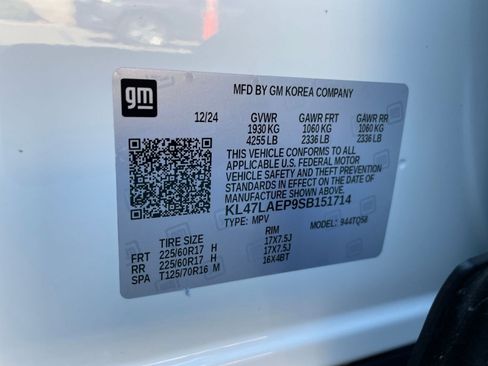 gm
MFD BY GM KOREA COMPANY
12/24 GVWR GAWR FRT GAWR RR
1930 KG 1060 KG 1060 KG
4255 LB 2336 LB 2336 LB
THIS VEHICLE CONFORMS TO ALL
APPLICABLE U.S. FEDERAL MOTOR
VEHICLE SAFETY AND THEFT
PREVENTION STANDARDS IN
EFFECT ON THE DATE OF
MANUFACTURE SHOWN ABOVE.
KL47LAEP9SB151714
TYPE: MPV MODEL: 944TQ58
TIRE SIZE RIM
FRT 225/60R17 H 17X7.5J
RR 225/60R17 H 17X7.5J
SPA T125/70R16 M 16X4BT